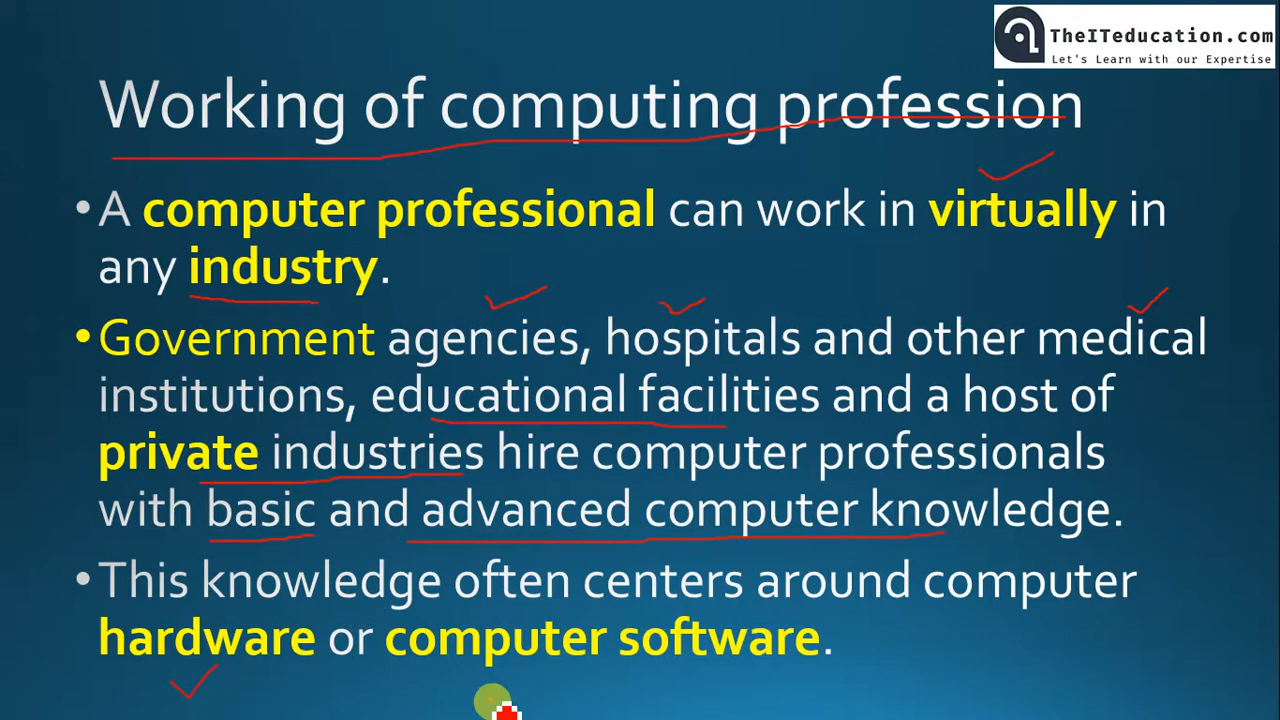 TheITeducation.com
Let's Learn with our Expertise
Working of computing profession
• A computer professional can work in virtually in
any industry.
• Government agencies, hospitals and other medical
institutions, educational facilities and a host of
private industries hire computer professionals
with basic and advanced computer knowledge.
• This knowledge often centers around computer
hardware or computer software.